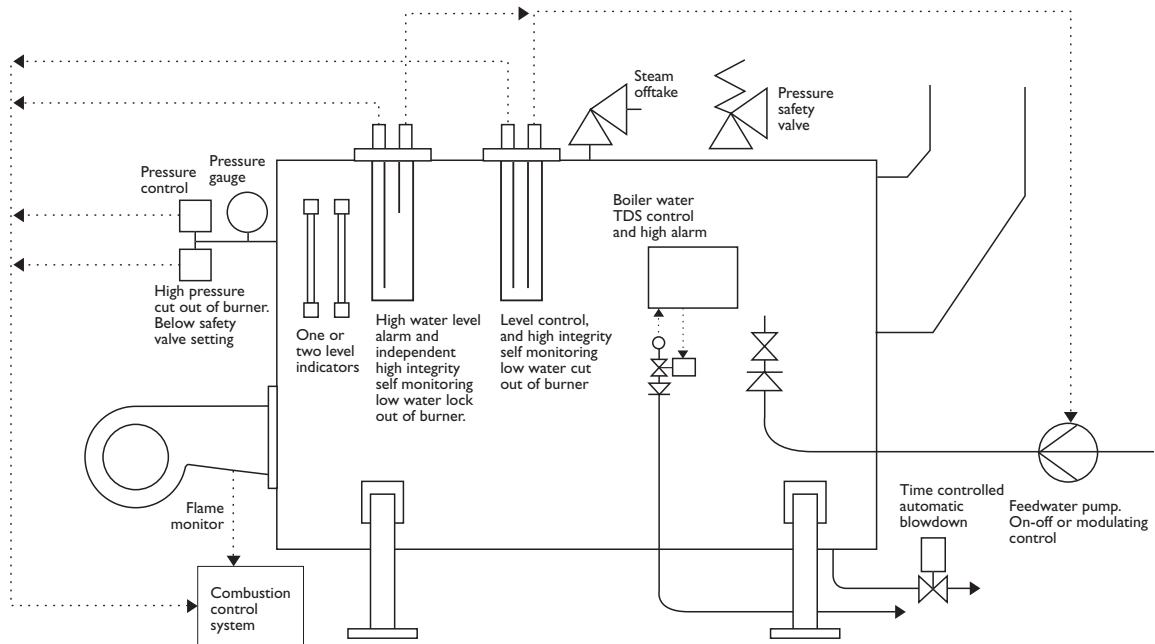 Steam
offtake
Pressure
safety
valve
Pressure
gauge
Pressure
control
High pressure
cut out of burner.
Below safety
valve setting
One or
two level
indicators
High water level
alarm and
independent
high integrity
self monitoring
low water lock
out of burner.
Level control,
and high integrity
self monitoring
low water cut
out of burner
Boiler water
TDS control
and high alarm
Flame
monitor
Combustion
control
system
Time controlled
automatic
blowdown
Feedwater pump.
On-off or modulating
control